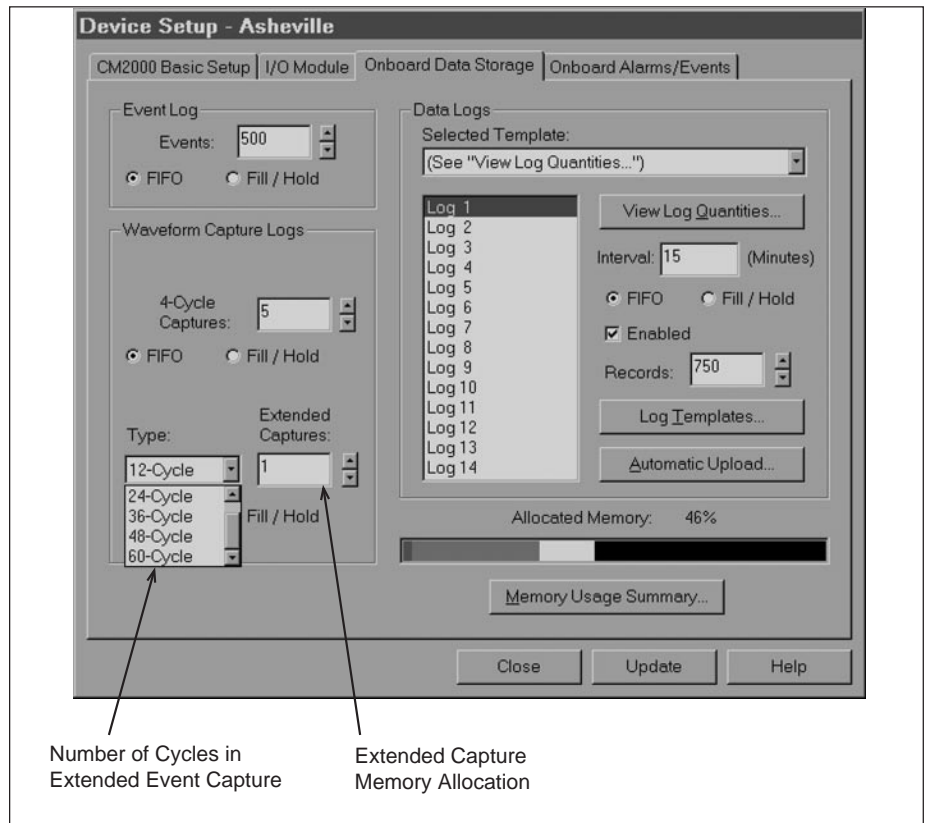 Device Setup - Asheville
CM2000 Basic Setup
I/O Module
Onboard Data Storage
Onboard Alarms/Events
Event Log
Events:
500
FIFO
Fill / Hold
Waveform Capture Logs
4-Cycle
Captures:
5
FIFO
Fill / Hold
Type:
Extended
Captures:
12-Cycle
1
24-Cycle
36-Cycle
48-Cycle
60-Cycle
Fill / Hold
Data Logs
Selected Template:
(See "View Log Quantities...")
Log 1
Log 2
Log 3
Log 4
Log 5
Log 6
Log 7
Log 8
Log 9
Log 10
Log 11
Log 12
Log 13
Log 14
View Log Quantities...
Interval: 15 (Minutes)
FIFO
Fill / Hold
Enabled
Records: 750
Log Templates...
Automatic Upload...
Allocated Memory: 46%
Memory Usage Summary...
Close
Update
Help
Number of Cycles in
Extended Event Capture
Extended Capture
Memory Allocation